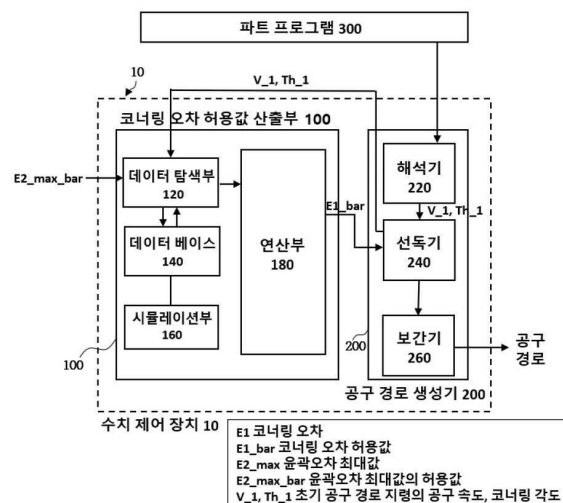 파트 프로그램 300
V_1, Th_1
10
코너링 오차 허용값 산출부 100
E2_max_bar
데이터 탐색부
120
데이터 베이스
140
시뮬레이션부
160
연산부
180
E1_bar
해석기
220
V_1, Th_1
선독기
240
보간기
260
공구
경로
100
200
공구 경로 생성기 200
수치 제어 장치 10
E1 코너링 오차
E1_bar 코너링 오차 허용값
E2_max 윤곽오차 최대값
E2_max_bar 윤곽오차 최대값의 허용값
V_1, Th_1 초기 공구 경로 지령의 공구 속도, 코너링 각도